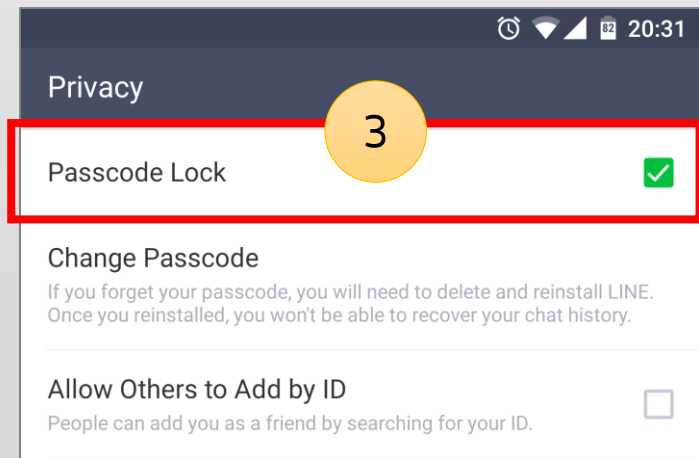 82 20:31
Privacy
3
Passcode Lock
Change Passcode
If you forget your passcode, you will need to delete and reinstall LINE.
Once you reinstalled, you won't be able to recover your chat history.
Allow Others to Add by ID
People can add you as a friend by searching for your ID.